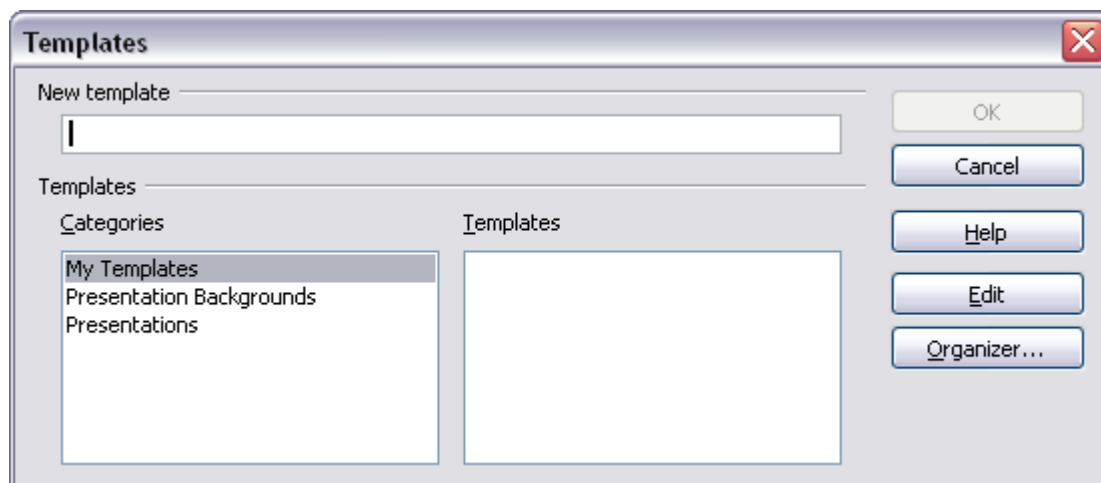 Templates
New template
OK
Cancel
Templates
Categories
Templates
Help
My Templates
Presentation Backgrounds
Presentations
Edit
Organizer...